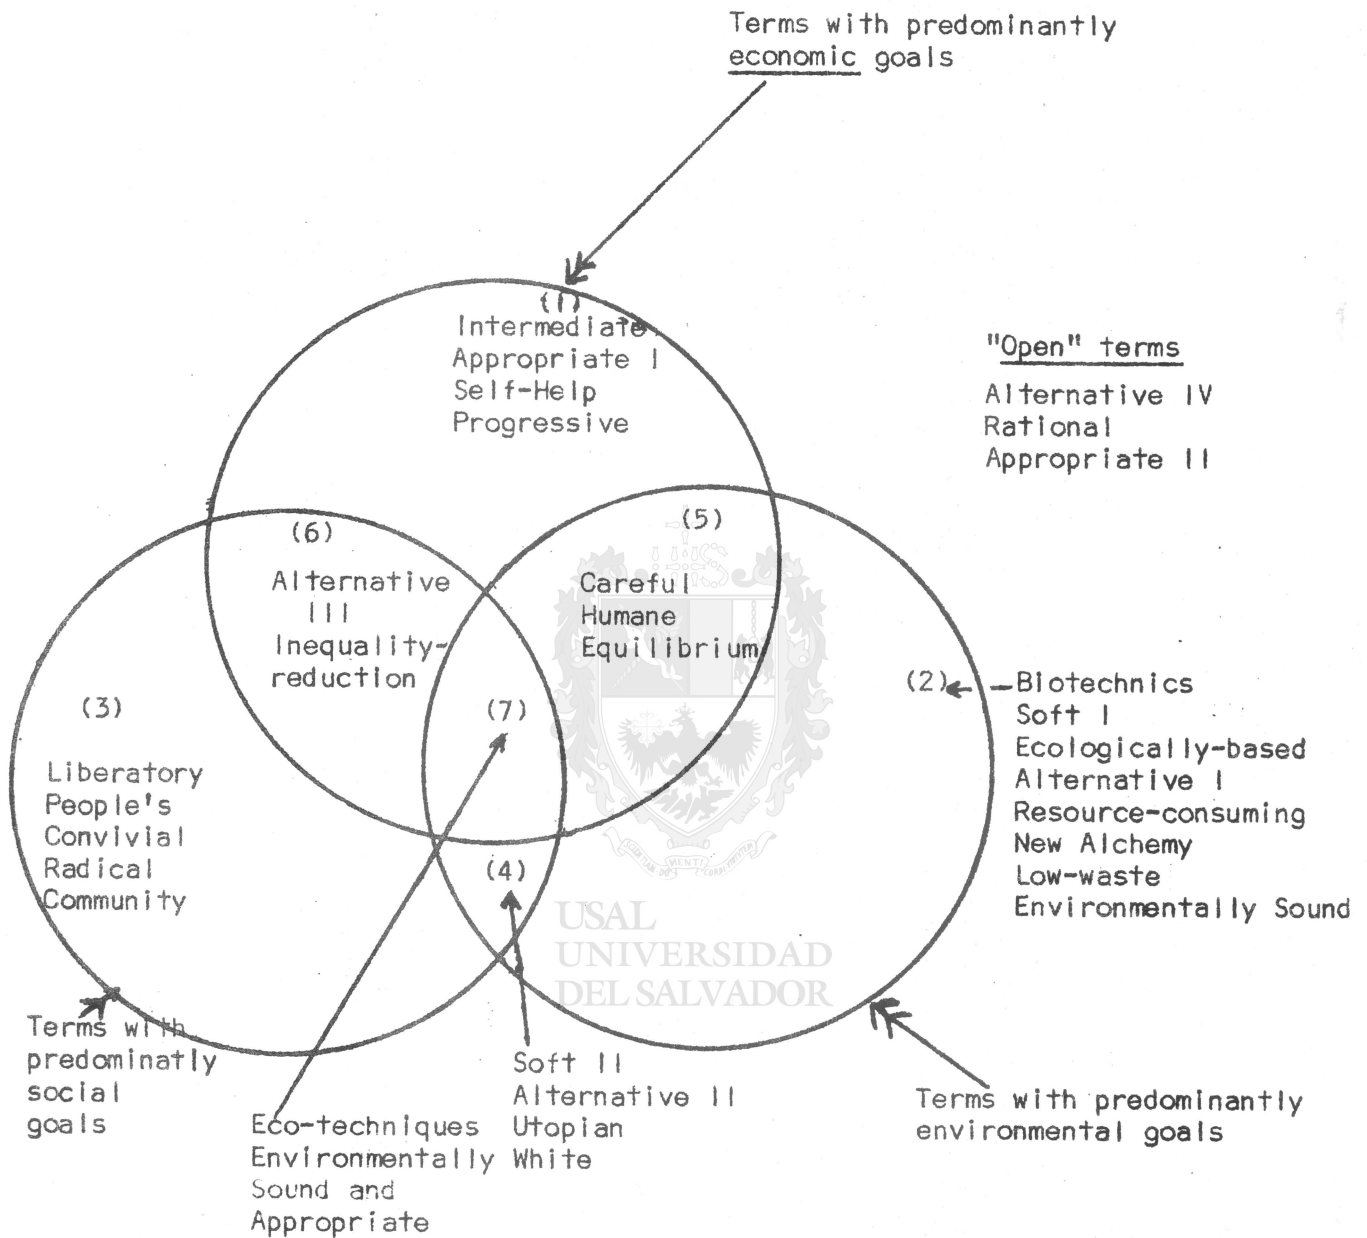 Terms with predominantly
economic goals
(1)
Intermediate
Appropriate I
Self-Help
Progressive
"Open" terms
Alternative IV
Rational
Appropriate II
(6)
Alternative
III
Inequality-
reduction
(5)
Careful
Humane
Equilibrium
(2)
Biotechnics
Soft I
Ecologically-based
Alternative I
Resource-consuming
New Alchemy
Low-waste
Environmentally Sound
(3)
Liberatory
People's
Convivial
Radical
Community
(7)
(4)
MENTI
USAL
UNIVERSIDAD
DEL SALVADOR
Terms with
predominatly
social
goals
Soft II
Alternative II
Utopian
White
Eco-techniques
Environmentally
Sound and
Appropriate
Terms with predominantly
environmental goals